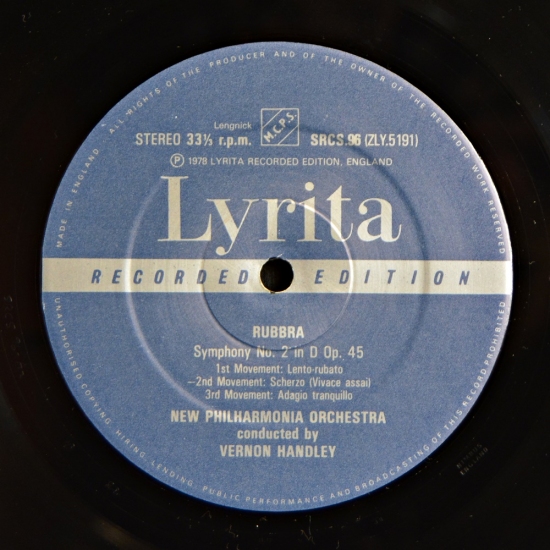 ALL RIGHTS OF THE PRODUCER AND OF THE OWNER OF THE RECORDED WORK RESERVED
Lengnick
STEREO 33⅓ r.p.m. M.C.P.S. SRCS.96 (ZLY.5191)
Ⓟ 1978 LYRITA RECORDED EDITION, ENGLAND
Lyrita
RECORDED EDITION
RUBBRA
Symphony No. 2 in D Op. 45
1st Movement: Lento-rubato
–2nd Movement: Scherzo (Vivace assai)
3rd Movement: Adagio tranquillo
NEW PHILHARMONIA ORCHESTRA
conducted by
VERNON HANDLEY
UNAUTHORISED COPYING, HIRING, LENDING, PUBLIC PERFORMANCE AND BROADCASTING OF THIS RECORD PROHIBITED
MADE IN ENGLAND